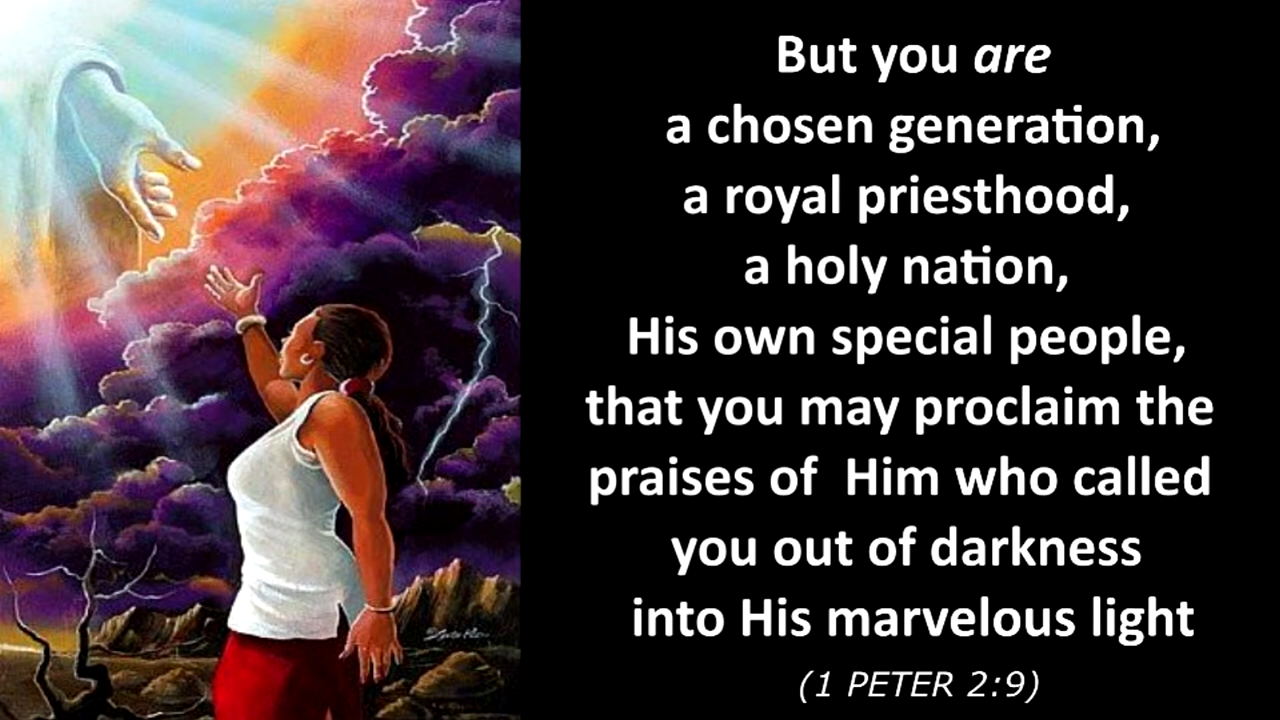 But you are
a chosen generation,
a royal priesthood,
a holy nation,
His own special people,
that you may proclaim the
praises of  Him who called
you out of darkness
into His marvelous light
(1 PETER 2:9)